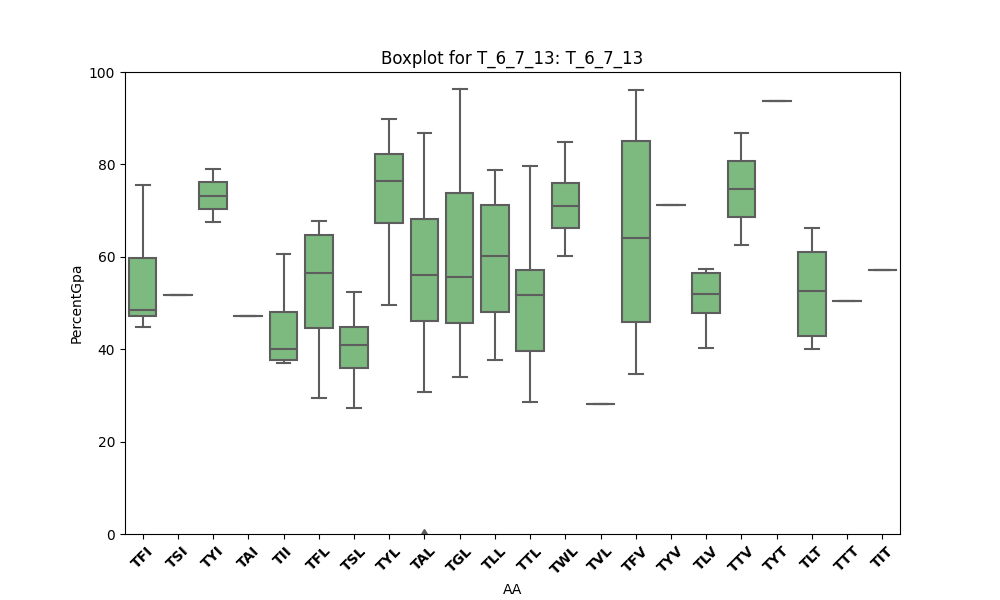 Boxplot for T_6_7_13: T_6_7_13
100
80
60
40
20
0
PercentGpa
TFI TSI TYI TAI TII TFL TSL TYL TAL TGL TLL TTL TWL TVL TFV TYV TLV TTV TYT TLT TTT TIT
AA